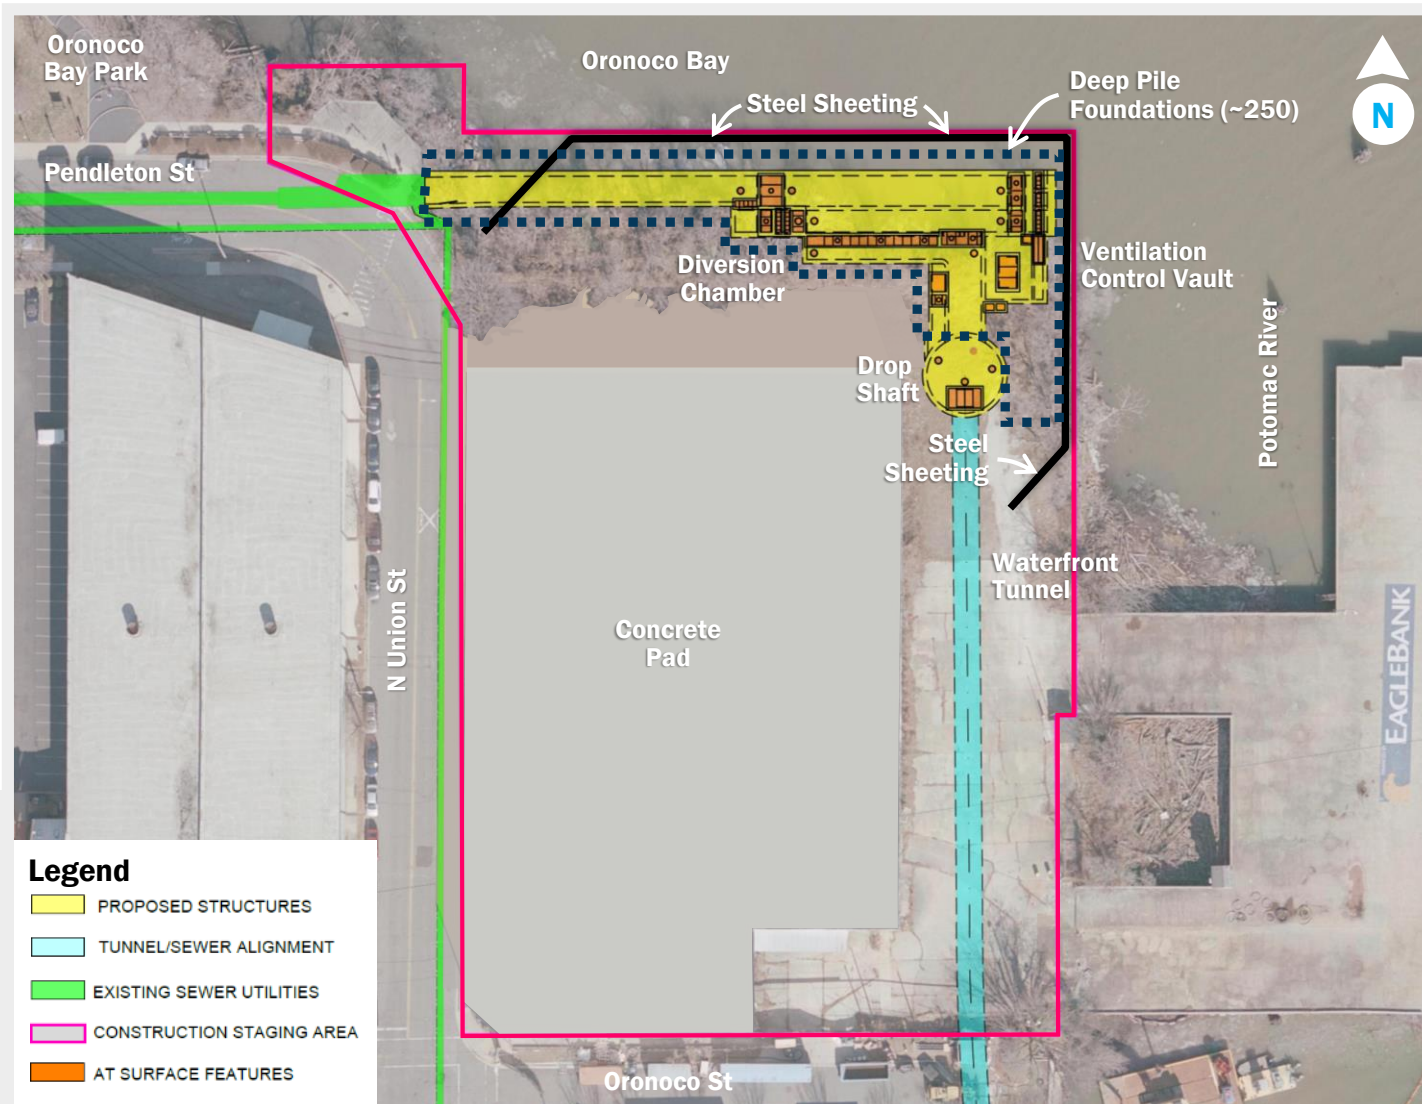 Oronoco
Bay Park
Oronoco Bay
Deep Pile
Foundations (~250)
Steel Sheeting
N
Pendleton St
Diversion
Chamber
Ventilation
Control Vault
Potomac River
Drop
Shaft
Steel
Sheeting
Waterfront
Tunnel
N Union St
Concrete
Pad
EAGLEBANK
Legend
PROPOSED STRUCTURES
TUNNEL/SEWER ALIGNMENT
EXISTING SEWER UTILITIES
CONSTRUCTION STAGING AREA
AT SURFACE FEATURES
Oronoco St